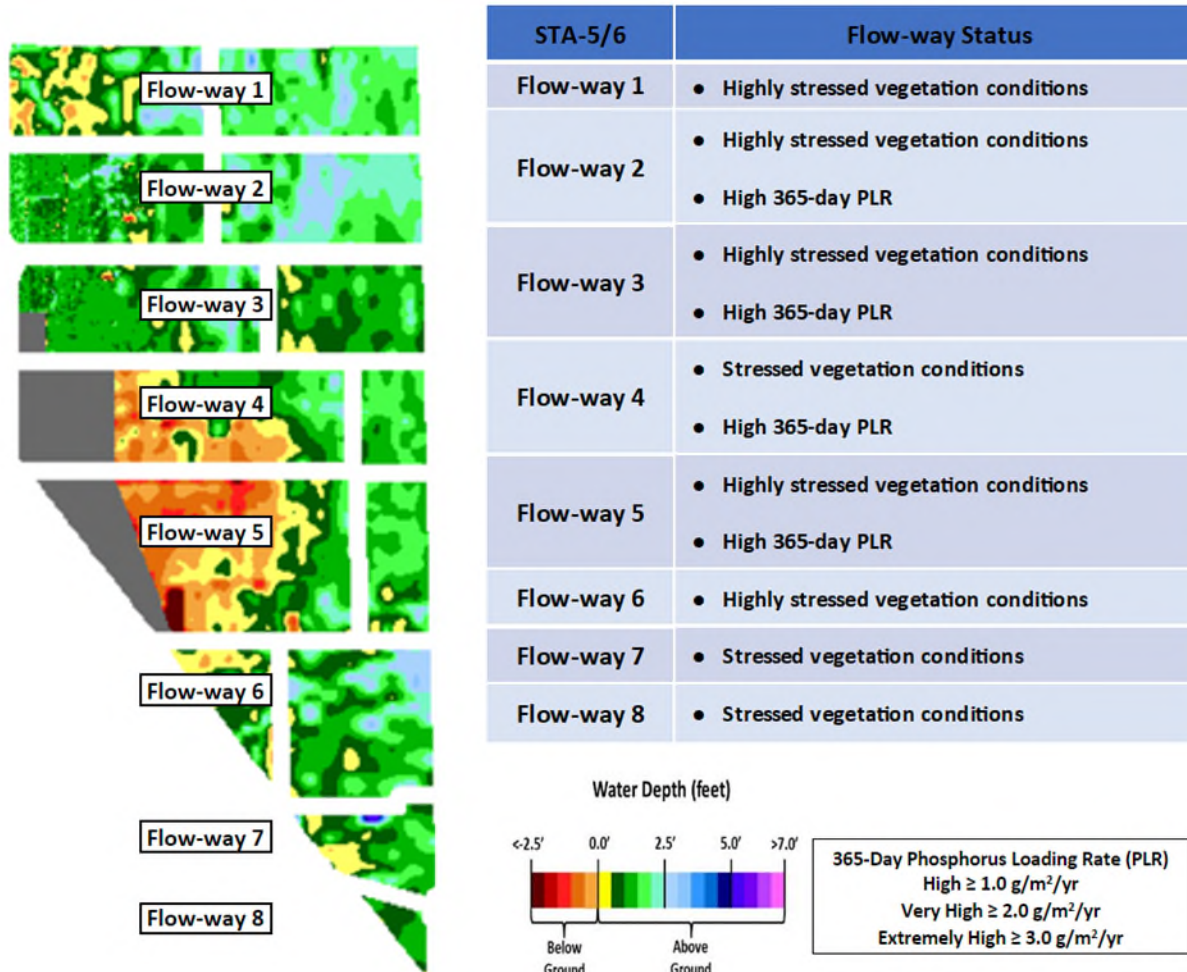 Flow-way 1
Flow-way 2
Flow-way 3
Flow-way 4
Flow-way 5
Flow-way 6
Flow-way 7
Flow-way 8
STA-5/6 Flow-way Status
Flow-way 1 ● Highly stressed vegetation conditions
Flow-way 2 ● Highly stressed vegetation conditions
● High 365-day PLR
Flow-way 3 ● Highly stressed vegetation conditions
● High 365-day PLR
Flow-way 4 ● Stressed vegetation conditions
● High 365-day PLR
Flow-way 5 ● Highly stressed vegetation conditions
● High 365-day PLR
Flow-way 6 ● Highly stressed vegetation conditions
Flow-way 7 ● Stressed vegetation conditions
Flow-way 8 ● Stressed vegetation conditions
Water Depth (feet)
<-2.5' 0.0' 2.5' 5.0' >7.0'
Below
Ground
Above
Ground
365-Day Phosphorus Loading Rate (PLR)
High ≥ 1.0 g/m²/yr
Very High ≥ 2.0 g/m²/yr
Extremely High ≥ 3.0 g/m²/yr